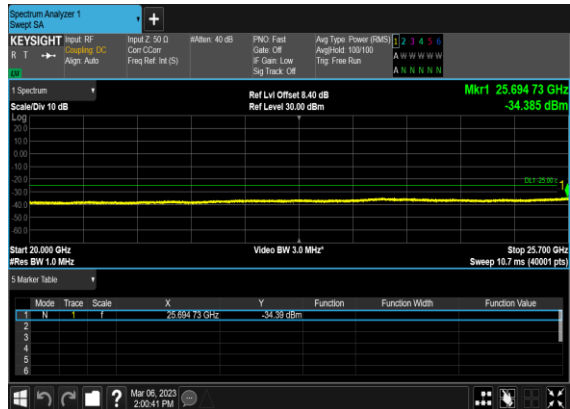 Spectrum Analyzer 1
Swept SA
+
KEYSIGHT
R T
Input: RF
Coupling: DC
Align: Auto
Input Z: 50 Ω
Corr CCorr
Freq Ref: Int (S)
#Atten: 40 dB
PNO: Fast
Gate: Off
IF Gain: Low
Sig Track: Off
Avg Type: Power (RMS)
Avg|Hold: 100/100
Trig: Free Run
1 2 3 4 5 6
A W W W W W
A N N N N N
1 Spectrum
Scale/Div 10 dB
Ref Lvl Offset 8.40 dB
Ref Level 30.00 dBm
Mkr1 25.694 73 GHz
-34.385 dBm
Log
20.0
10.0
0.00
-10.0
-20.0
-30.0
-40.0
-50.0
-60.0
1
Start 20.000 GHz
#Res BW 1.0 MHz
Video BW 3.0 MHz*
Stop 25.700 GHz
Sweep 10.7 ms (40001 pts)
5 Marker Table
Mode Trace Scale X Y Function Function Width Function Value
1 N 1 f 25.694 73 GHz -34.39 dBm
2
3
4
5
6
?
Mar 06, 2023
2:00:41 PM